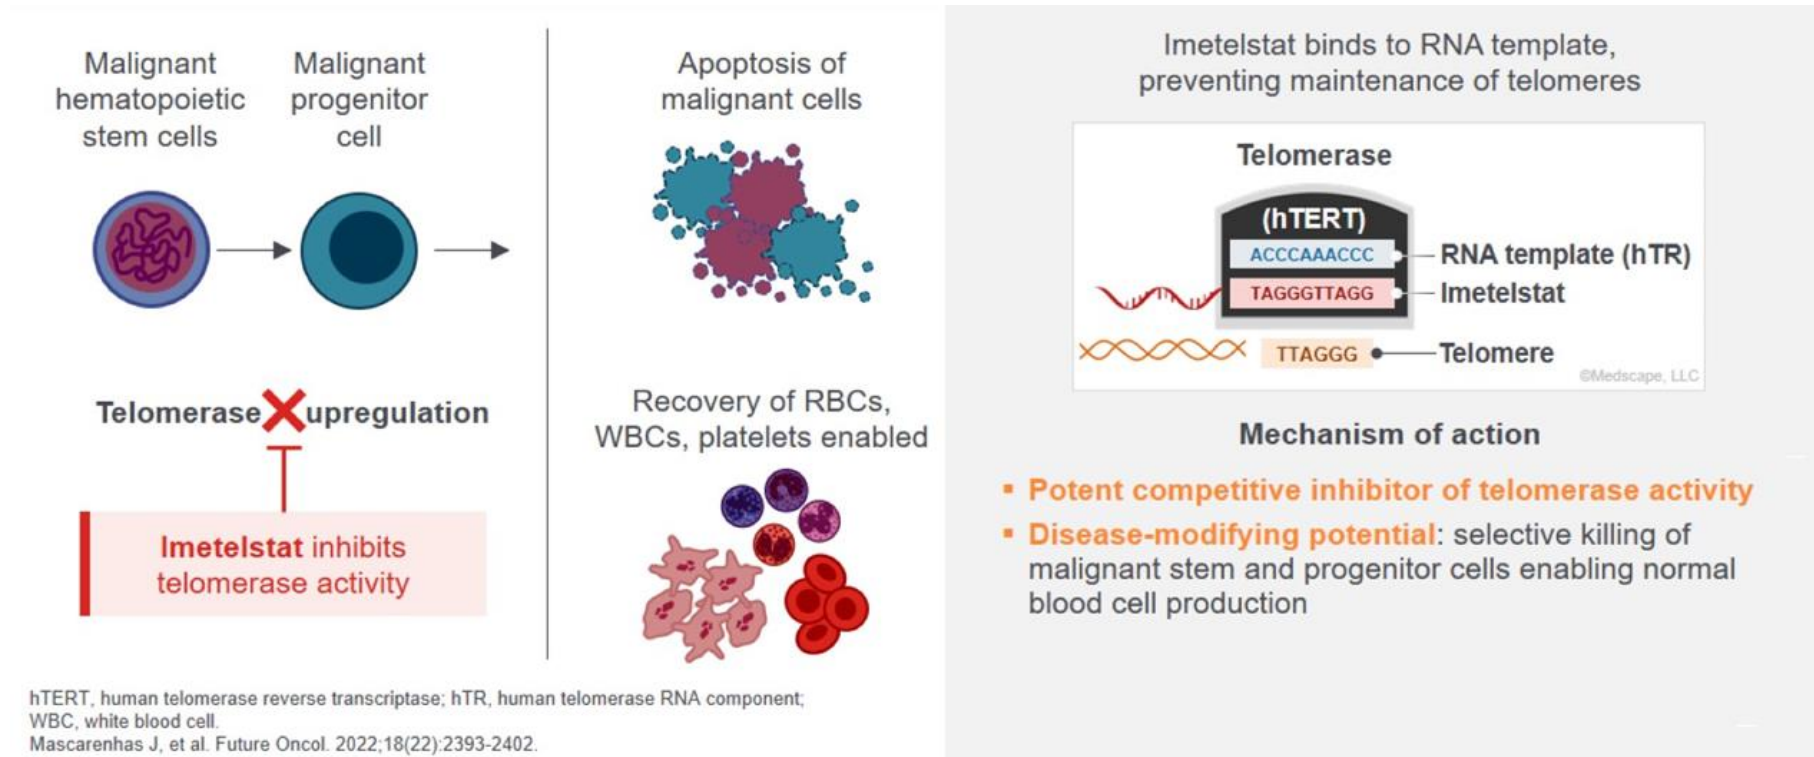 Malignant
hematopoietic
stem cells
Malignant
progenitor
cell
Telomerase upregulation
Imetelstat inhibits
telomerase activity
Apoptosis of
malignant cells
Recovery of RBCs,
WBCs, platelets enabled
hTERT, human telomerase reverse transcriptase; hTR, human telomerase RNA component;
WBC, white blood cell.
Mascarenhas J, et al. Future Oncol. 2022;18(22):2393-2402.
Imetelstat binds to RNA template,
preventing maintenance of telomeres
Telomerase
(hTERT)
ACCCAAACCC
RNA template (hTR)
TAGGGTTAGG
Imetelstat
TTAGGG
Telomere
©Medscape, LLC
Mechanism of action
▪ Potent competitive inhibitor of telomerase activity
▪ Disease-modifying potential: selective killing of
malignant stem and progenitor cells enabling normal
blood cell production